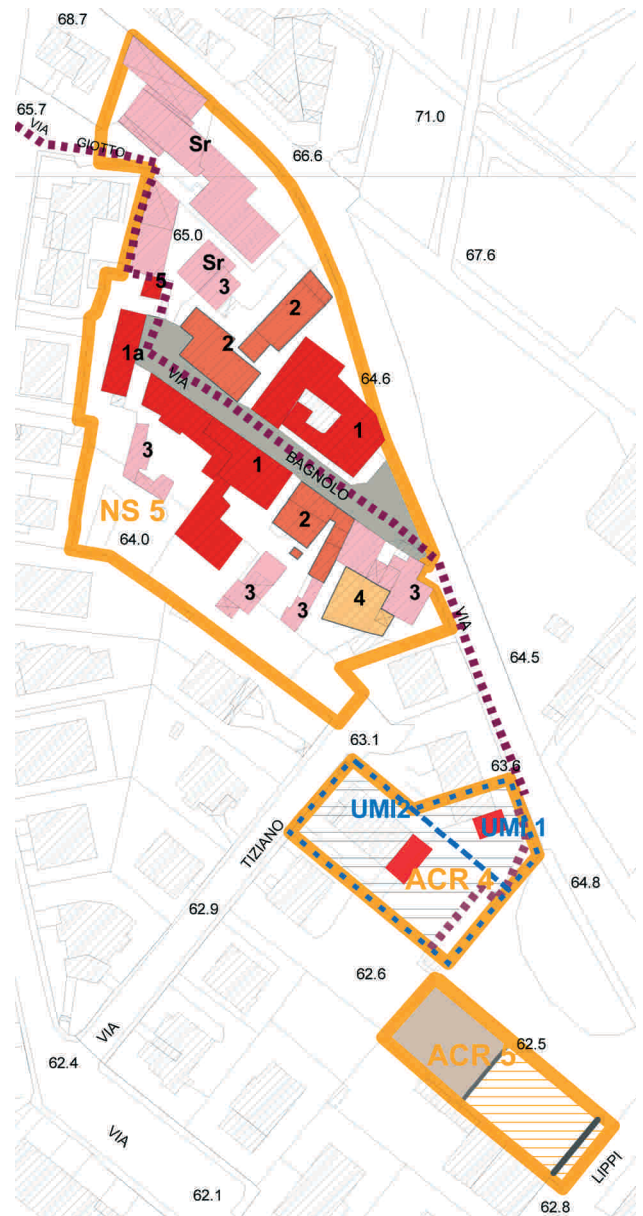 68.7
65.7
VIA
GIOTTO
71.0
Sr
66.6
65.0
67.6
Sr
3
5
2
2
1a
VIA
64.6
1
3
1
BAGNOLO
NS 5
2
64.0
3
3
4
3
VIA
64.5
63.1
63.6
UMI2
UMI 1
TIZIANO
ACR 4
64.8
62.9
62.6
VIA
62.5
62.4
ACR 5
VIA
LIPPI
62.1
62.8